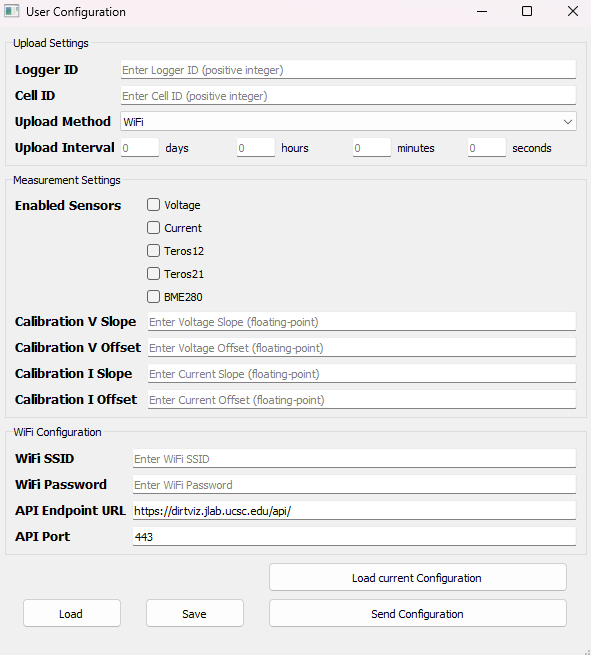 User Configuration
Upload Settings
Logger ID Enter Logger ID (positive integer)
Cell ID Enter Cell ID (positive integer)
Upload Method WiFi
Upload Interval 0 days 0 hours 0 minutes 0 seconds
Measurement Settings
Enabled Sensors Voltage
Current
Teros12
Teros21
BME280
Calibration V Slope Enter Voltage Slope (floating-point)
Calibration V Offset Enter Voltage Offset (floating-point)
Calibration I Slope Enter Current Slope (floating-point)
Calibration I Offset Enter Current Offset (floating-point)
WiFi Configuration
WiFi SSID Enter WiFi SSID
WiFi Password Enter WiFi Password
API Endpoint URL https://dirtviz.jlab.ucsc.edu/api/
API Port 443
Load current Configuration
Load Save Send Configuration